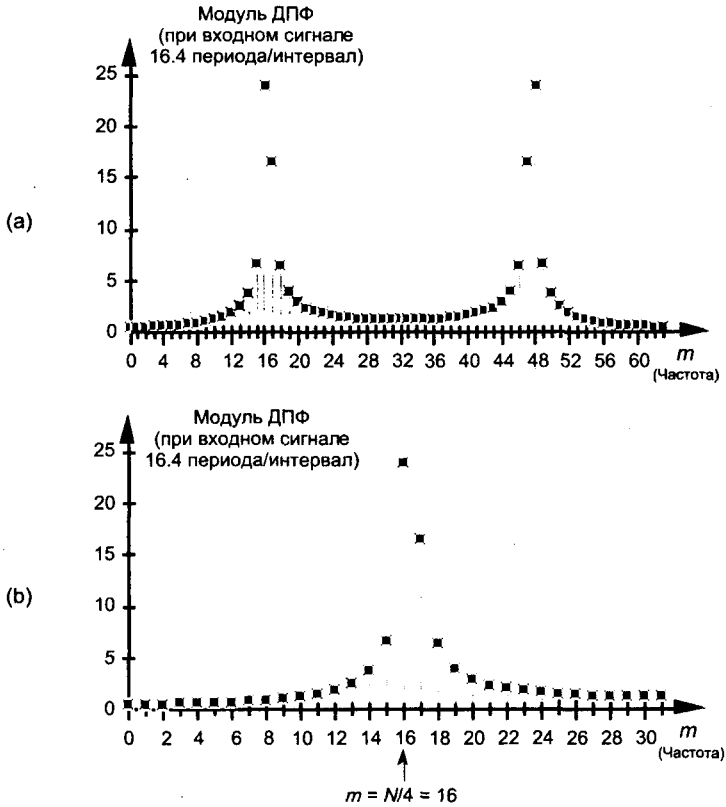 Модуль ДПФ
(при входном сигнале
16.4 периода/интервал)
25
20
15
10
5
0
(a)
0 4 8 12 16 20 24 28 32 36 40 44 48 52 56 60 m
(Частота)
Модуль ДПФ
(при входном сигнале
16.4 периода/интервал)
25
20
15
10
5
0
(b)
0 2 4 6 8 10 12 14 16 18 20 22 24 26 28 30 m
(Частота)
m = N/4 = 16